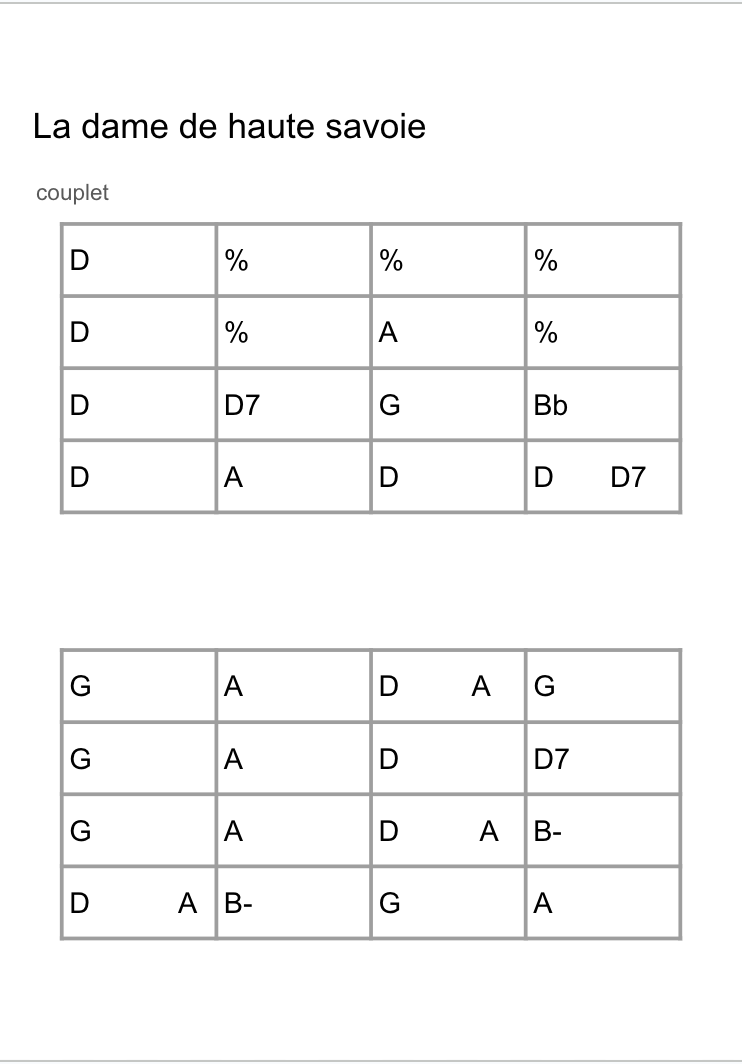 La dame de haute savoie
couplet
D % % %
D % A %
D D7 G Bb
D A D D D7
G A D A G
G A D D7
G A D A B-
D A B- G A